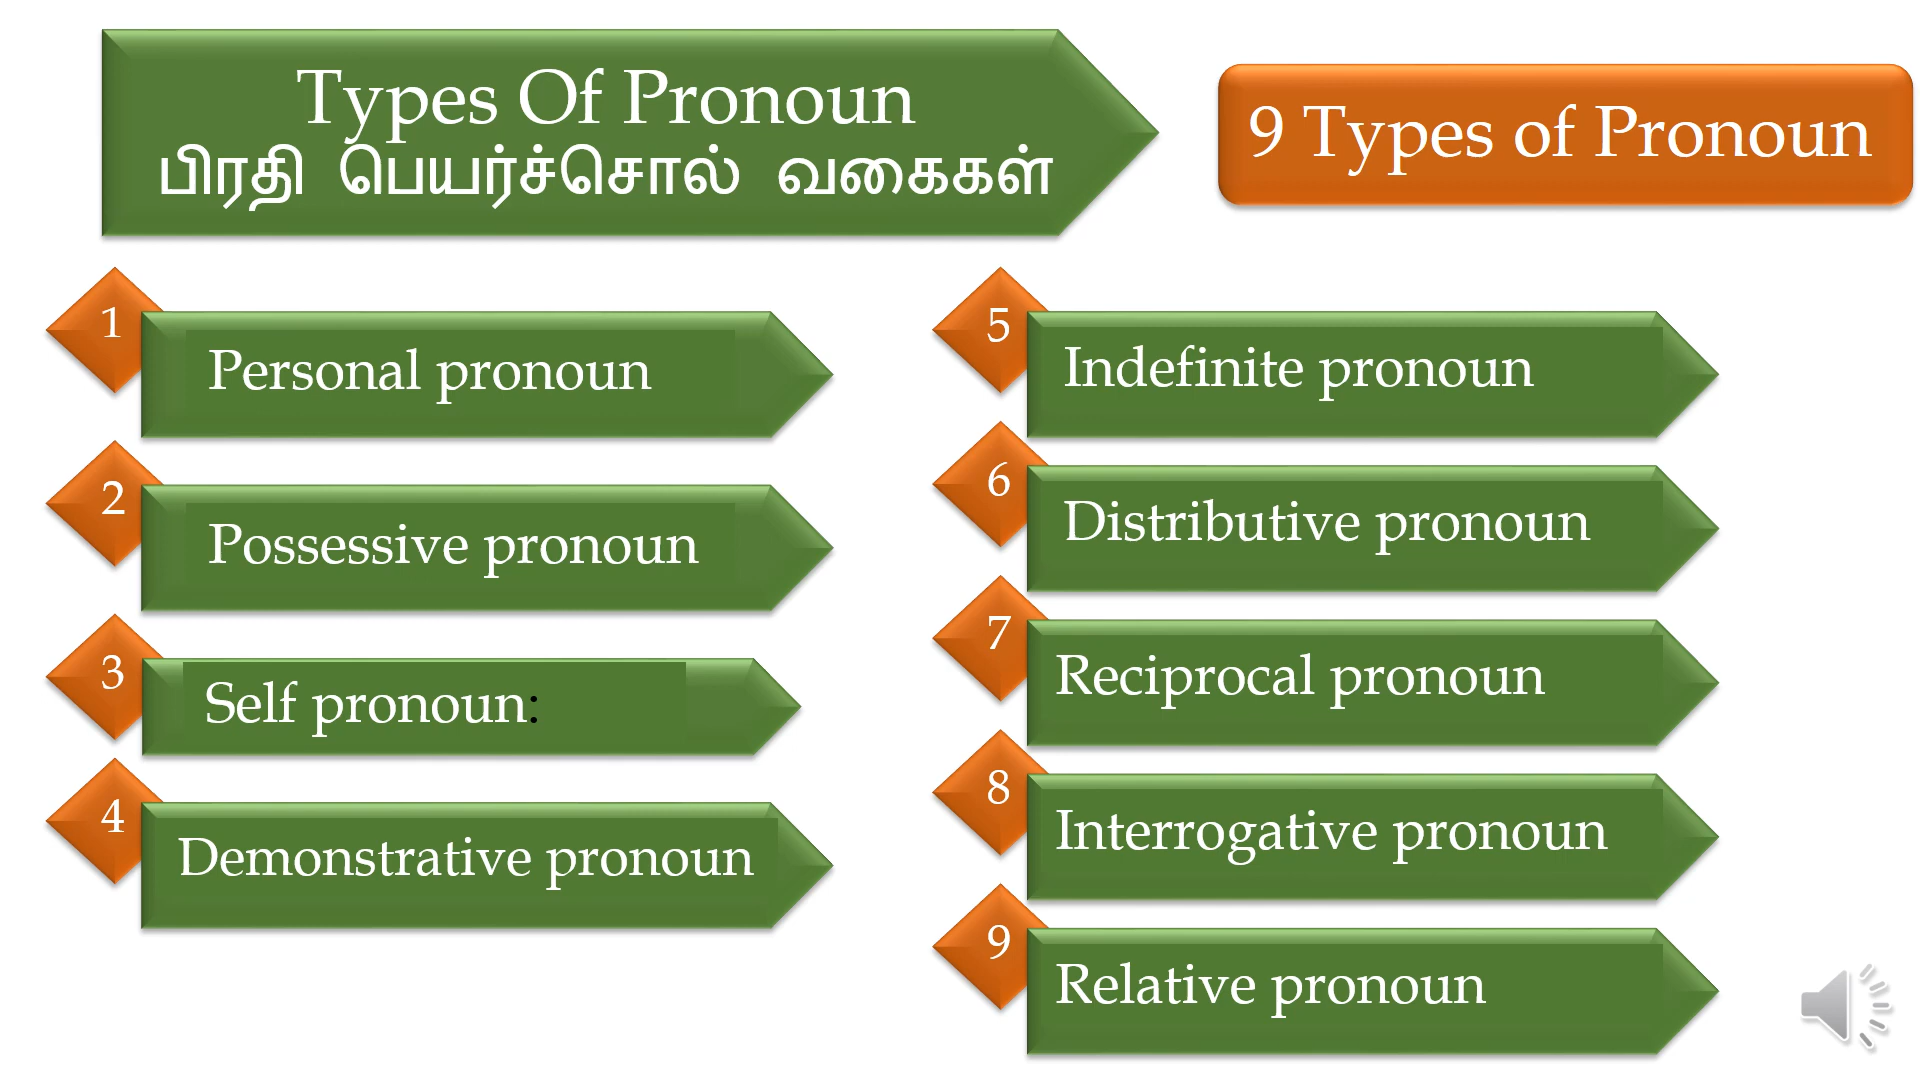 Types Of Pronoun
பிரதி பெயர்ச்சொல் வகைகள்
9 Types of Pronoun
1
Personal pronoun
2
Possessive pronoun
3
Self pronoun:
4
Demonstrative pronoun
5
Indefinite pronoun
6
Distributive pronoun
7
Reciprocal pronoun
8
Interrogative pronoun
9
Relative pronoun